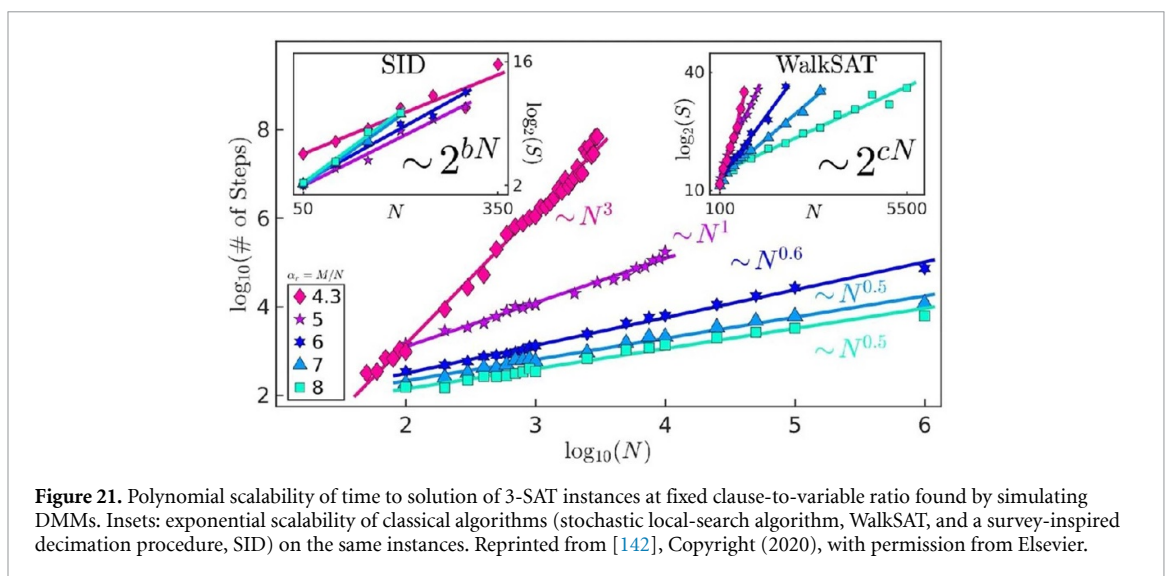 SID
16
log₂(S)
2
~2^{bN}
50
N
350
WalkSAT
40
log₂(S)
10
~2^{cN}
100
N
5500
log₁₀(# of Steps)
8
6
4
2
~N³
~N¹
~N^{0.6}
~N^{0.5}
~N^{0.5}
αᵣ = M/N
4.3
5
6
7
8
2
3
4
5
6
log₁₀(N)
Figure 21. Polynomial scalability of time to solution of 3-SAT instances at fixed clause-to-variable ratio found by simulating
DMMs. Insets: exponential scalability of classical algorithms (stochastic local-search algorithm, WalkSAT, and a survey-inspired
decimation procedure, SID) on the same instances. Reprinted from [142], Copyright (2020), with permission from Elsevier.